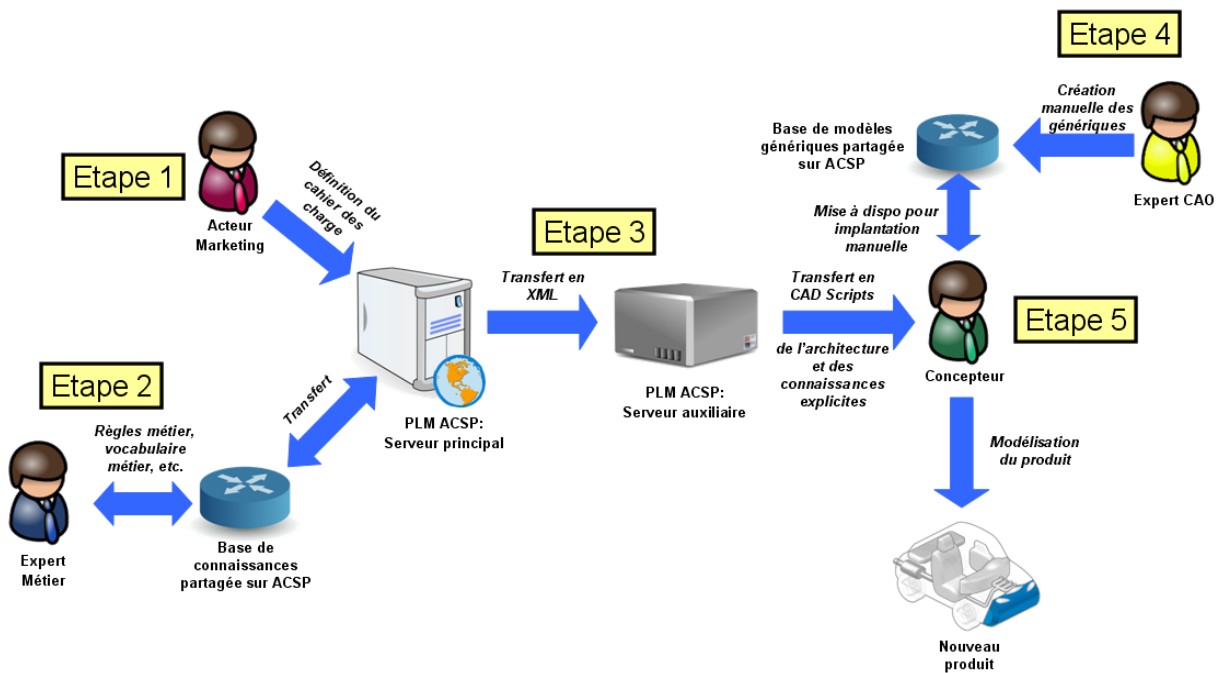 Etape 1
Acteur
Marketing
Définition du
cahier des
charge
Etape 2
Règles métier,
vocabulaire
métier, etc.
Expert
Métier
Base de
connaissances
partagée sur ACSP
Transfert
PLM ACSP:
Serveur principal
Etape 3
Transfert en
XML
PLM ACSP:
Serveur auxiliaire
Transfert en
CAD Scripts
de l'architecture
et des
connaissances
explicites
Etape 4
Création
manuelle des
génériques
Expert CAO
Base de modèles
génériques partagée
sur ACSP
Mise à dispo pour
implantation
manuelle
Etape 5
Concepteur
Modélisation
du produit
Nouveau
produit